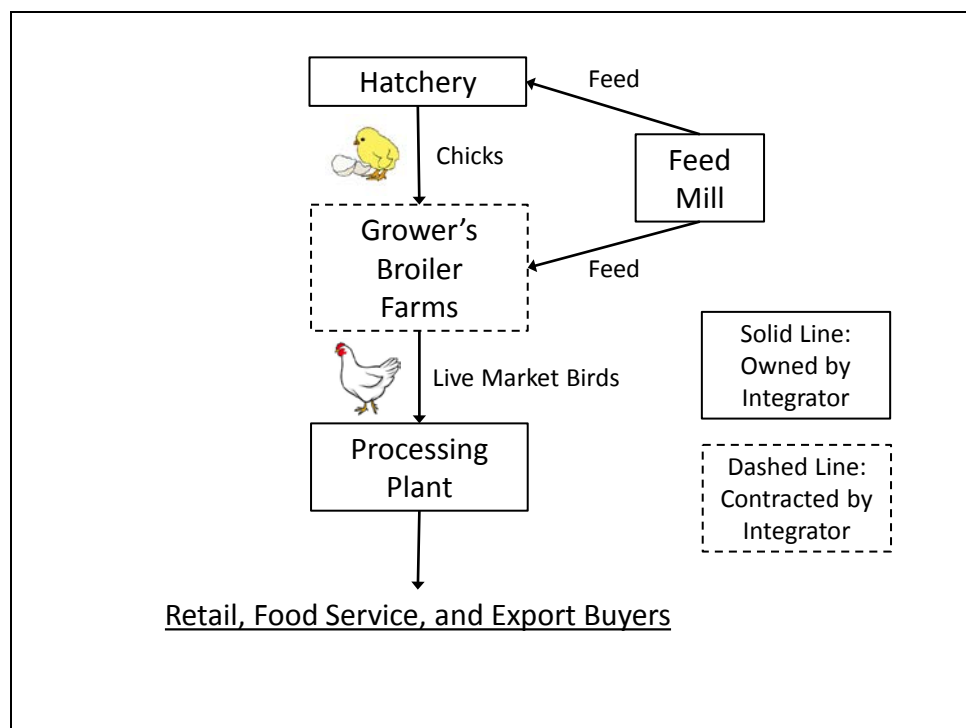 Hatchery
Feed
Chicks
Feed
Mill
Grower’s
Broiler
Farms
Feed
Live Market Birds
Solid Line:
Owned by
Integrator
Processing
Plant
Dashed Line:
Contracted by
Integrator
Retail, Food Service, and Export Buyers